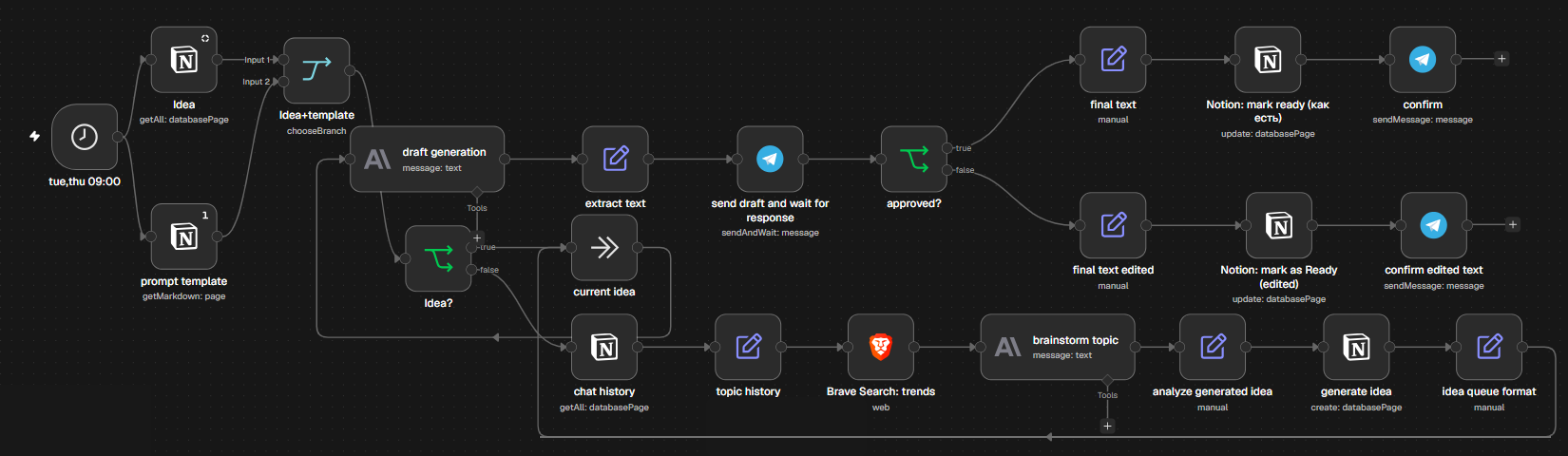 tue,thu 09:00
Idea
getAll: databasePage
1
prompt template
getMarkdown: page
Input 1
Input 2
Idea+template
chooseBranch
draft generation
message: text
Tools
Idea?
true
false
current idea
extract text
manual
send draft and wait for
response
sendAndWait: message
approved?
true
false
final text
manual
Notion: mark ready (как
есть)
update: databasePage
confirm
sendMessage: message
final text edited
manual
Notion: mark as Ready
(edited)
update: databasePage
confirm edited text
sendMessage: message
chat history
getAll: databasePage
topic history
Brave Search: trends
web
brainstorm topic
message: text
Tools
analyze generated idea
manual
generate idea
create: databasePage
idea queue format
manual